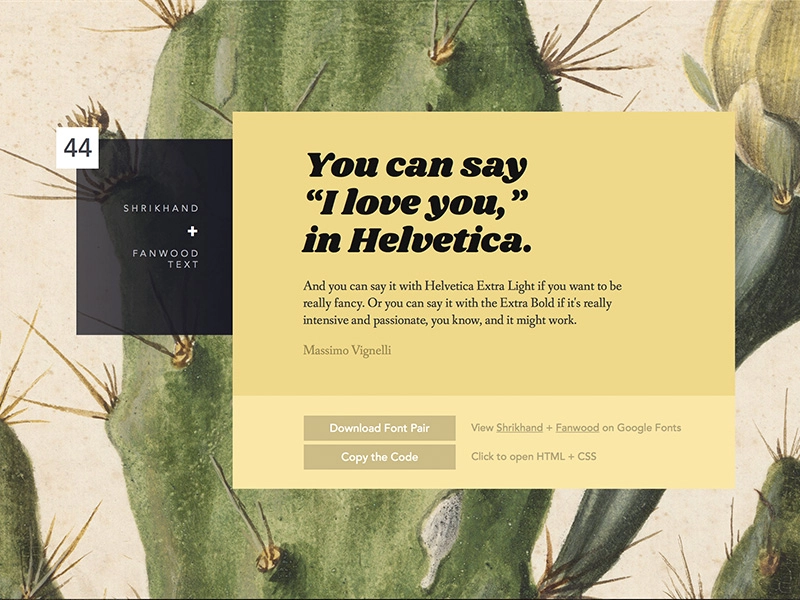 44
SHRIKHAND
+
FANWOOD
TEXT
You can say
“I love you,”
in Helvetica.
And you can say it with Helvetica Extra Light if you want to be
really fancy. Or you can say it with the Extra Bold if it's really
intensive and passionate, you know, and it might work.
Massimo Vignelli
Download Font Pair
View Shrikhand + Fanwood on Google Fonts
Copy the Code
Click to open HTML + CSS